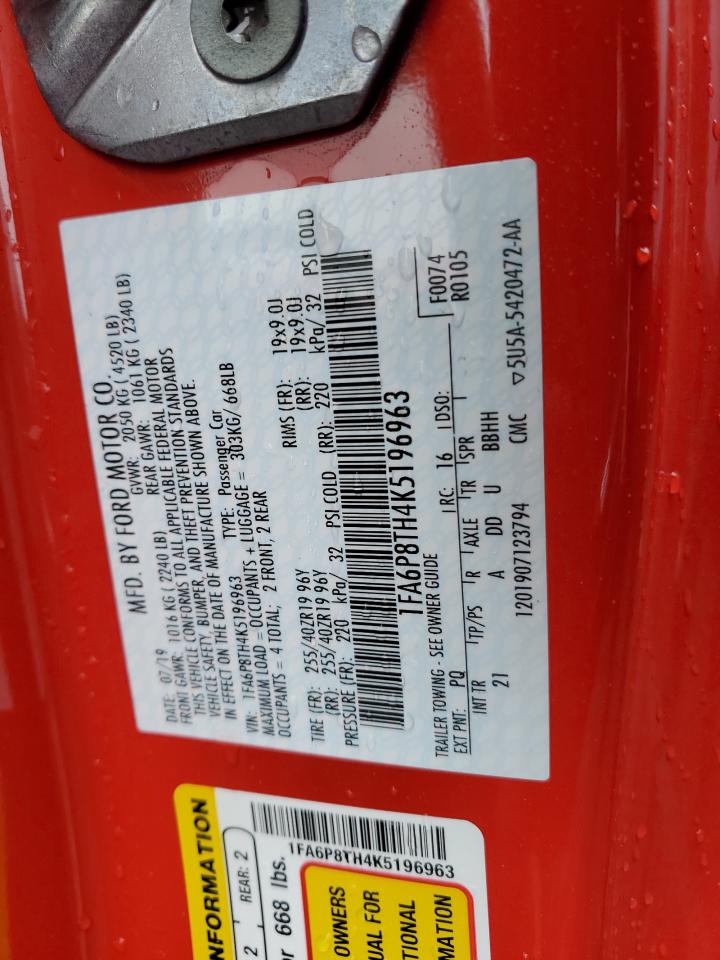 MFD. BY FORD MOTOR CO.
DATE: 07/19 GVWR: 2050 KG ( 4520 LB)
FRONT GAWR: 1016 KG ( 2240 LB) REAR GAWR: 1061 KG ( 2340 LB)
THIS VEHICLE CONFORMS TO ALL APPLICABLE FEDERAL MOTOR
VEHICLE SAFETY, BUMPER, AND THEFT PREVENTION STANDARDS
IN EFFECT ON THE DATE OF MANUFACTURE SHOWN ABOVE.
VIN: 1FA6P8TH4K5196963 TYPE: Passenger Car
MAXIMUM LOAD = OCCUPANTS + LUGGAGE = 303KG/ 668LB
OCCUPANTS = 4 TOTAL; 2 FRONT, 2 REAR
TIRE (FR): 255/40ZR19 96Y RIMS (FR): 19x9.0J
(RR): 255/40ZR19 96Y (RR): 19x9.0J
PRESSURE (FR): 220 kPa/ 32 PSI COLD (RR): 220 kPa/ 32 PSI COLD
1FA6P8TH4K5196963
TRAILER TOWING - SEE OWNER GUIDE F0074
EXT PNT: PQ RC: 16 DSO: R0105
INT TR TP/PS R AXLE TR SPR
21 A DD U BBHH
1201907123794 CMC ▽5U5A-5420472-AA
NFORMATION
2 REAR: 2
or 668 lbs.
1FA6P8TH4K5196963
OWNERS
UAL FOR
TIONAL
MATION